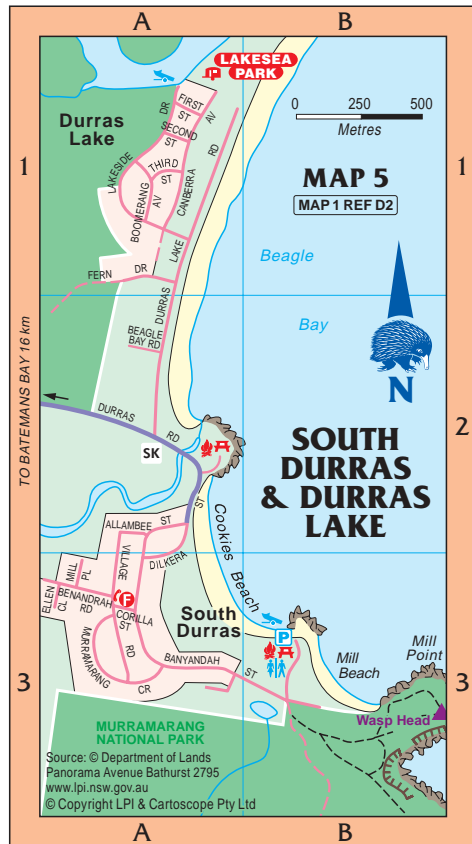 A
B
LAKESEA
PARK
0 250 500
Metres
MAP 5
MAP 1 REF D2
Durras
Lake
DR
FIRST
ST
AV
SECOND
ST
THIRD
ST
LAKESIDE
BOOMERANG
AV
CANBERRA
RD
1
1
FERN DR
LAKE
DURRAS
Beagle
Bay
BEAGLE
BAY RD
N
TO BATEMANS BAY 16 km
DURRAS RD
SK
2
2
SOUTH
DURRAS
& DURRAS
LAKE
ST
ALLAMBEE ST
VILLAGE
DILKERA
Cookies Beach
MILL
PL
ELLEN
CL
BENANDRAH
RD
F
CORILLA
ST
RD
MURRAMARANG
CR
BANYANDAH ST
South
Durras
P
Mill
Beach
Mill
Point
Wasp Head
3
3
MURRAMARANG
NATIONAL PARK
Source: © Department of Lands
Panorama Avenue Bathurst 2795
www.lpi.nsw.gov.au
© Copyright LPI & Cartoscope Pty Ltd
A
B